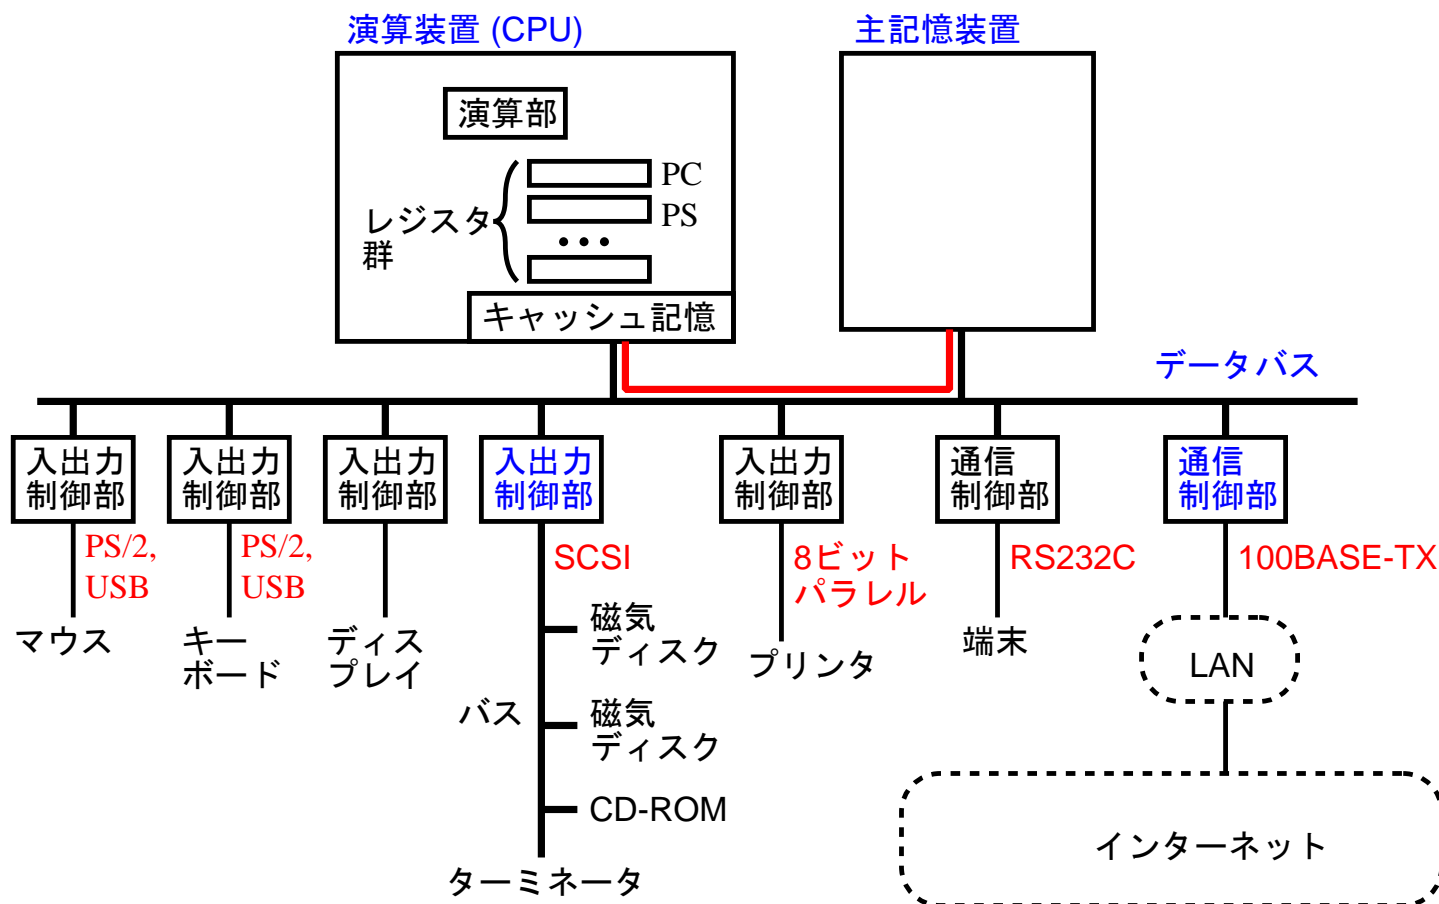 演算装置 (CPU)
主記憶装置
演算部
PC
PS
レジスタ
群
キャッシュ記憶
データバス
入出力
制御部
入出力
制御部
入出力
制御部
入出力
制御部
入出力
制御部
通信
制御部
通信
制御部
PS/2,
USB
PS/2,
USB
SCSI
8ビット
パラレル
RS232C
100BASE-TX
マウス
キー
ボード
ディス
プレイ
磁気
ディスク
プリンタ
端末
LAN
バス
磁気
ディスク
CD-ROM
ターミネータ
インターネット